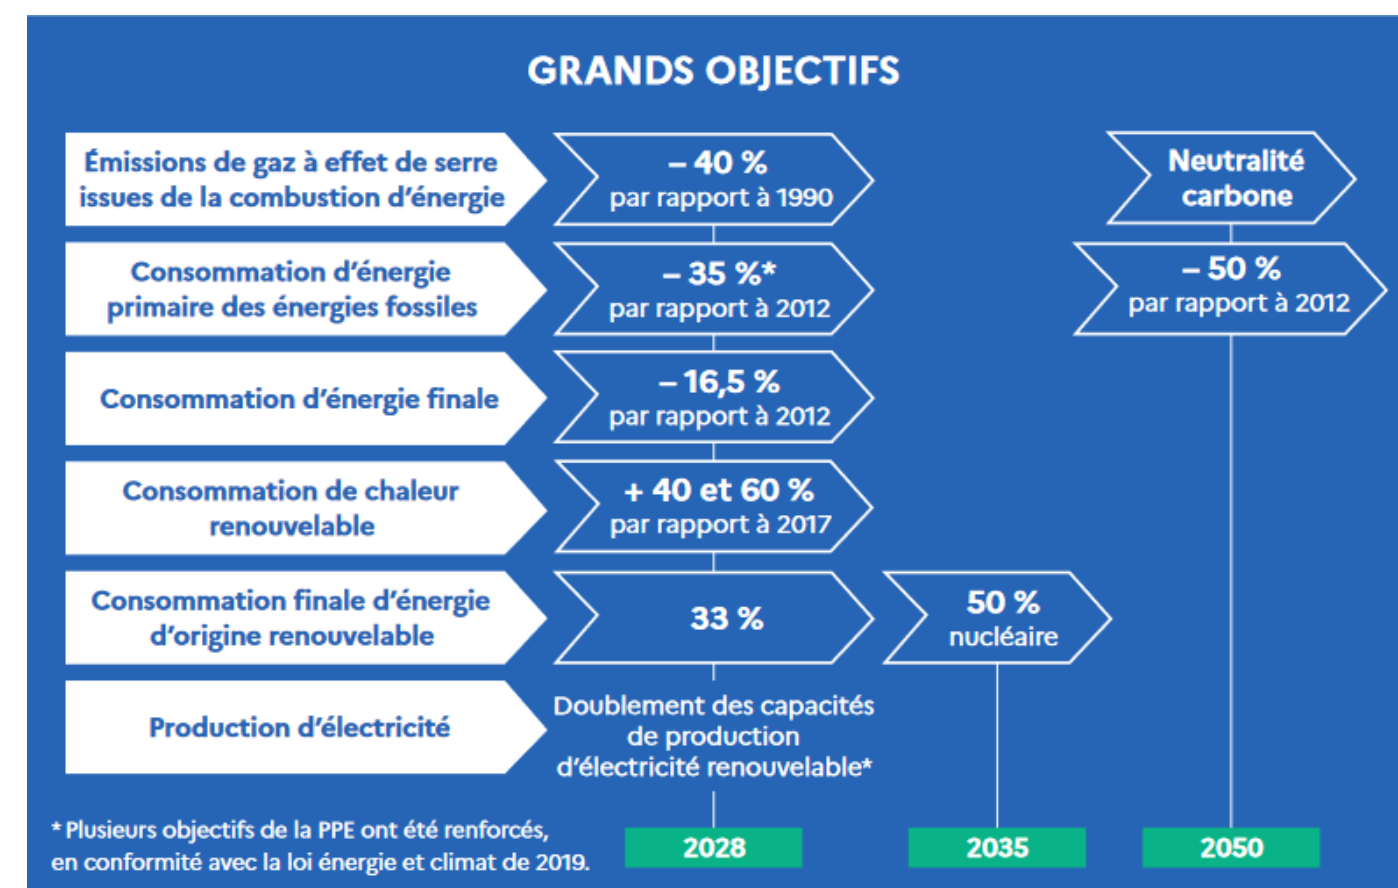 GRANDS OBJECTIFS
Émissions de gaz à effet de serre
issues de la combustion d’énergie
– 40 %
par rapport à 1990
Neutralité
carbone
Consommation d’énergie
primaire des énergies fossiles
– 35 %*
par rapport à 2012
– 50 %
par rapport à 2012
Consommation d’énergie finale
– 16,5 %
par rapport à 2012
Consommation de chaleur
renouvelable
+ 40 et 60 %
par rapport à 2017
Consommation finale d’énergie
d’origine renouvelable
33 %
50 %
nucléaire
Production d’électricité
Doublement des capacités
de production
d’électricité renouvelable*
* Plusieurs objectifs de la PPE ont été renforcés,
en conformité avec la loi énergie et climat de 2019.
2028
2035
2050